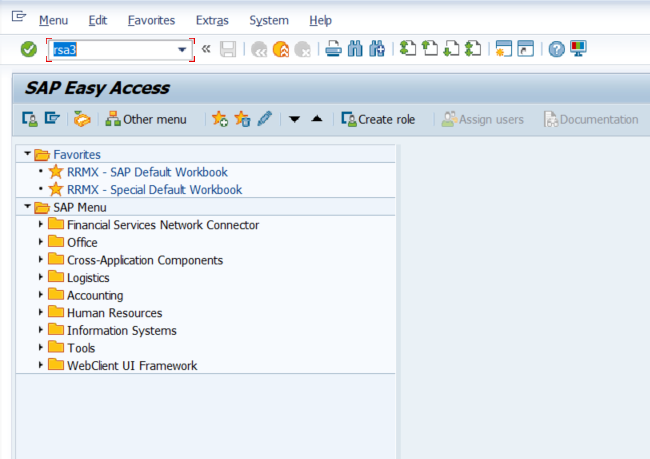 Menu Edit Favorites Extras System Help
rsa3
SAP Easy Access
Other menu Create role Assign users Documentation
Favorites
RRMX - SAP Default Workbook
RRMX - Special Default Workbook
SAP Menu
Financial Services Network Connector
Office
Cross-Application Components
Logistics
Accounting
Human Resources
Information Systems
Tools
WebClient UI Framework